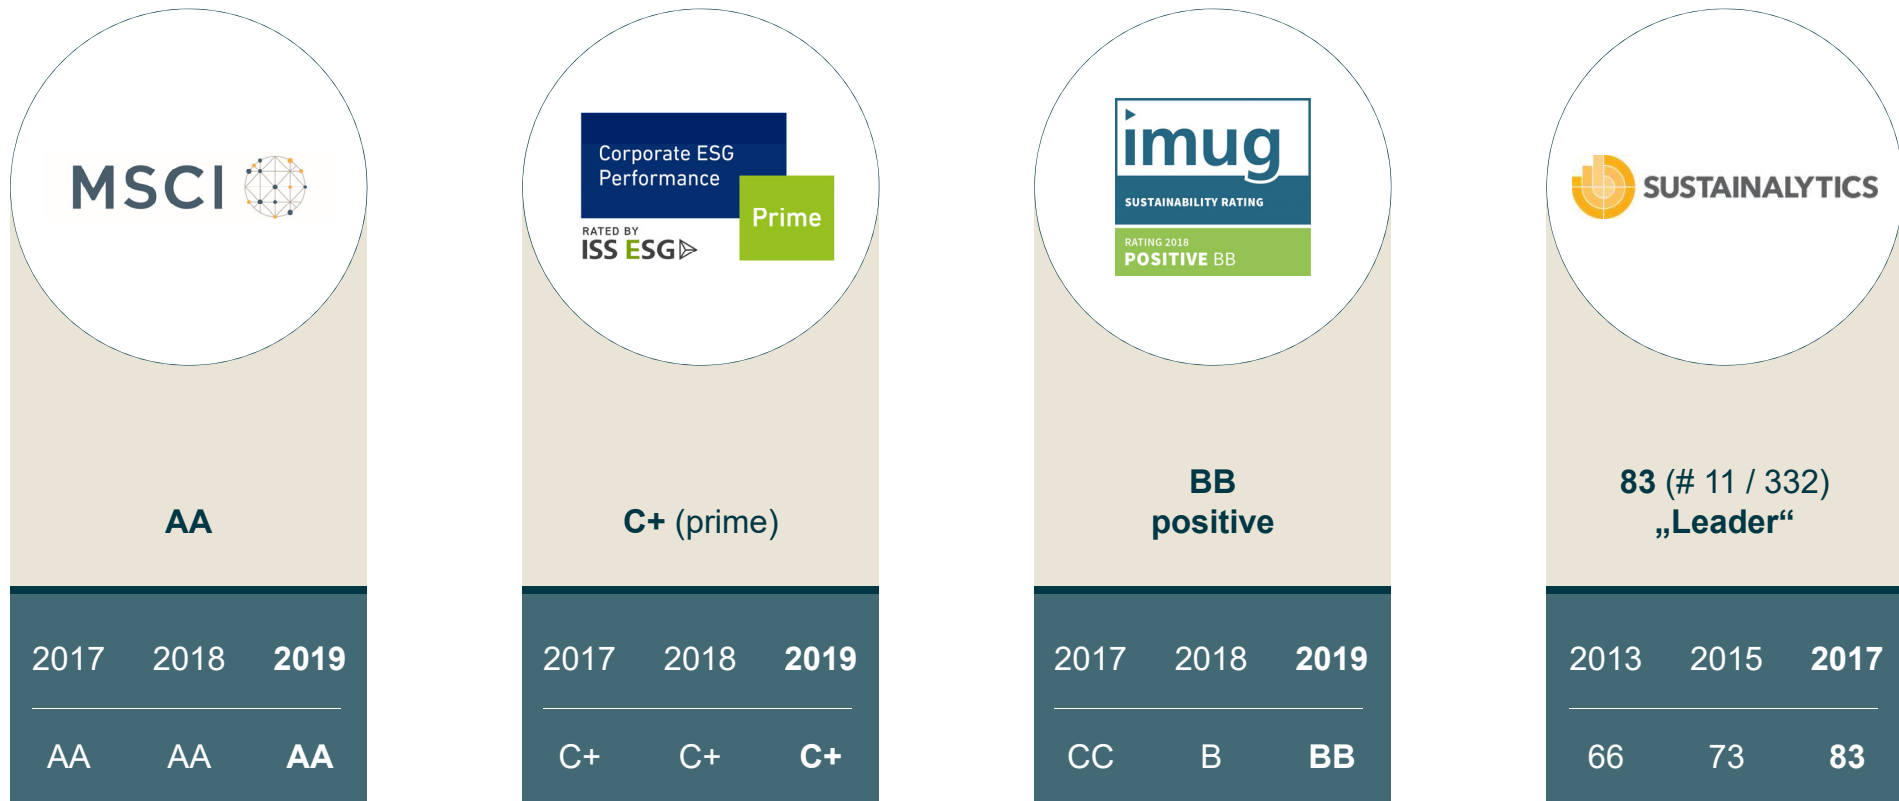 MSCI
AA
2017 2018 2019
AA AA AA
Corporate ESG
Performance
Prime
RATED BY
ISS ESG
C+ (prime)
2017 2018 2019
C+ C+ C+
imug
SUSTAINABILITY RATING
RATING 2018
POSITIVE BB
BB
positive
2017 2018 2019
CC B BB
SUSTAINALYTICS
83 (# 11 / 332)
„Leader“
2013 2015 2017
66 73 83